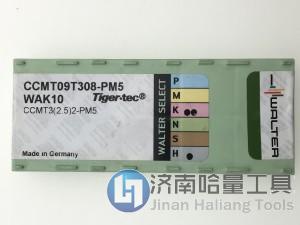 CCMT09T308-PM5
WAK10 Tiger-tec®
CCMT3(2.5)2-PM5
Made in Germany
WALTER SELECT
P
M
K
N
S
H
WALTER
济南哈量工具
Jinan Haliang Tools